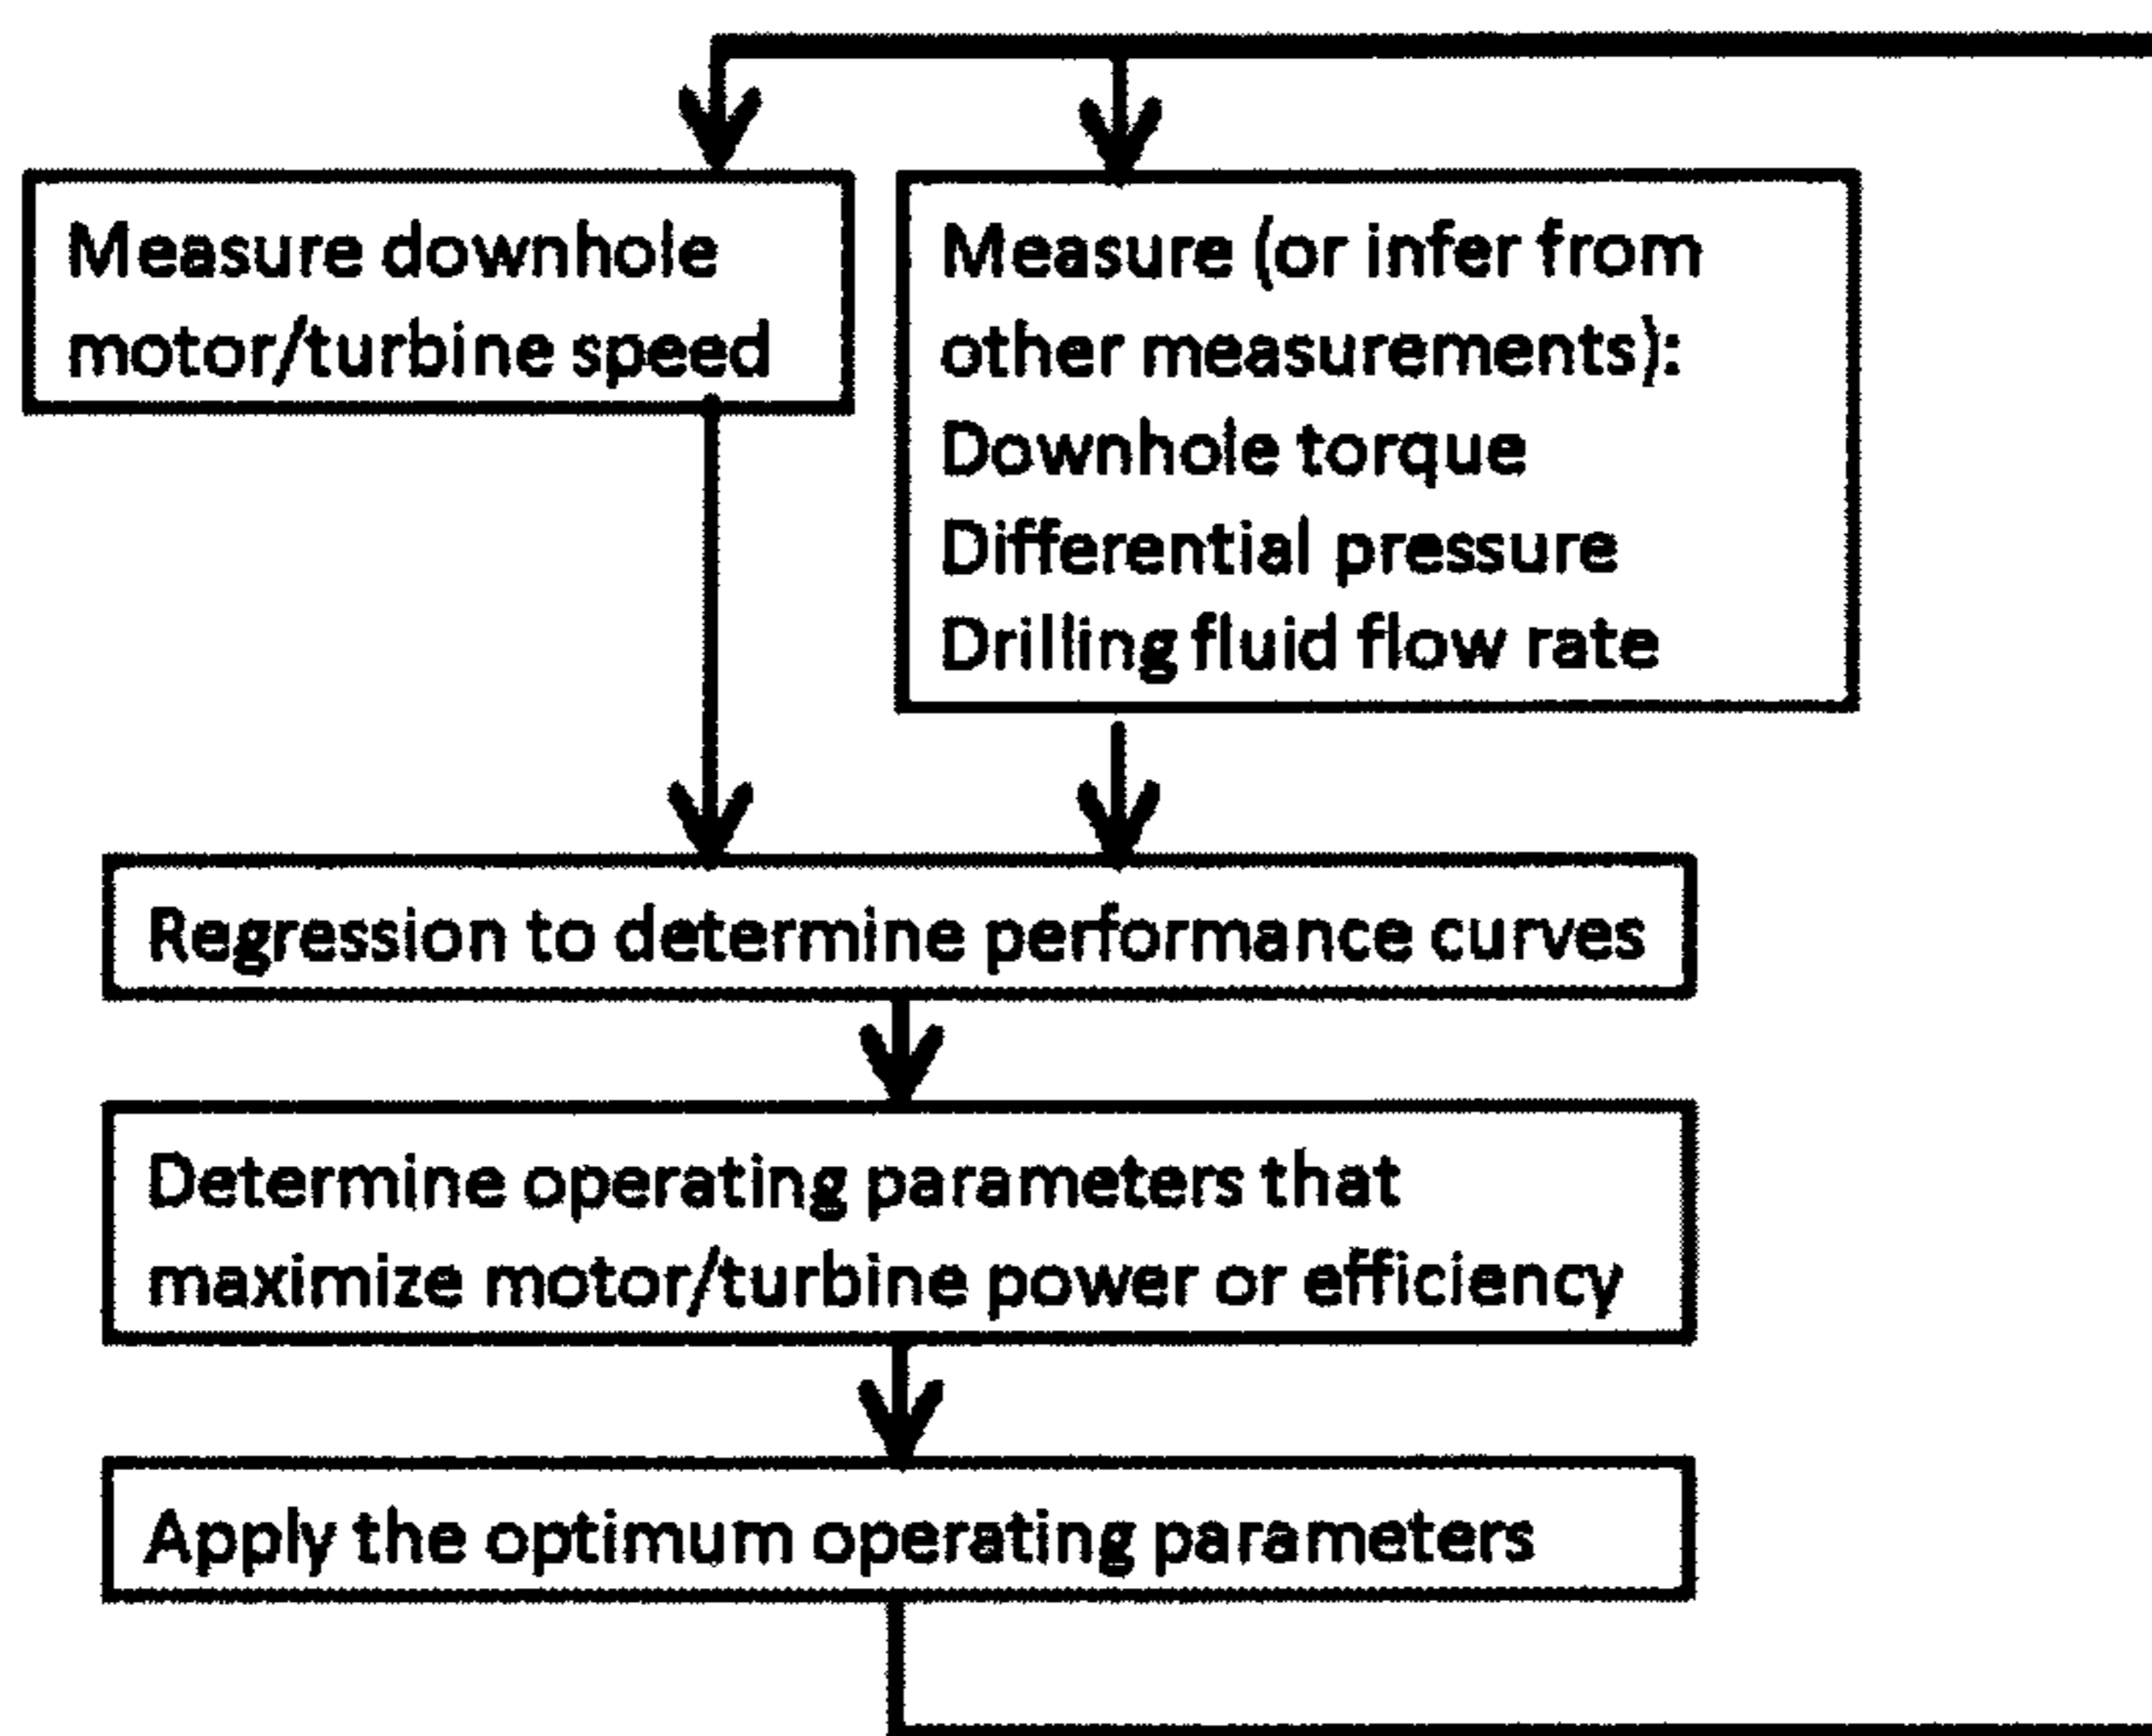 Measure downhole
motor/turbine speed
Measure (or infer from
other measurements):
Downhole torque
Differential pressure
Drilling fluid flow rate
Regression to determine performance curves
Determine operating parameters that
maximize motor/turbine power or efficiency
Apply the optimum operating parameters